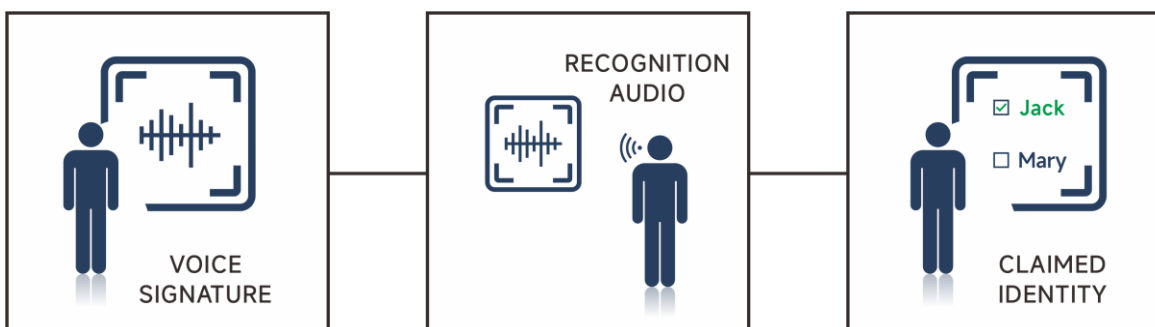 VOICE
SIGNATURE
RECOGNITION
AUDIO
Jack
Mary
CLAIMED
IDENTITY